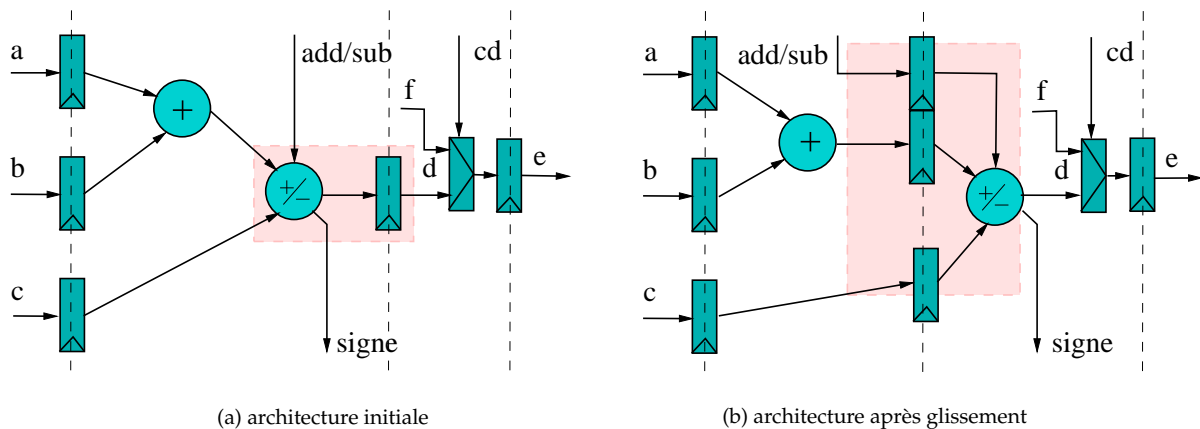 a
b
c
+
add/sub
+/−
signe
f
cd
d
e
(a) architecture initiale
a
b
c
+
add/sub
+/−
signe
f
cd
d
e
(b) architecture après glissement